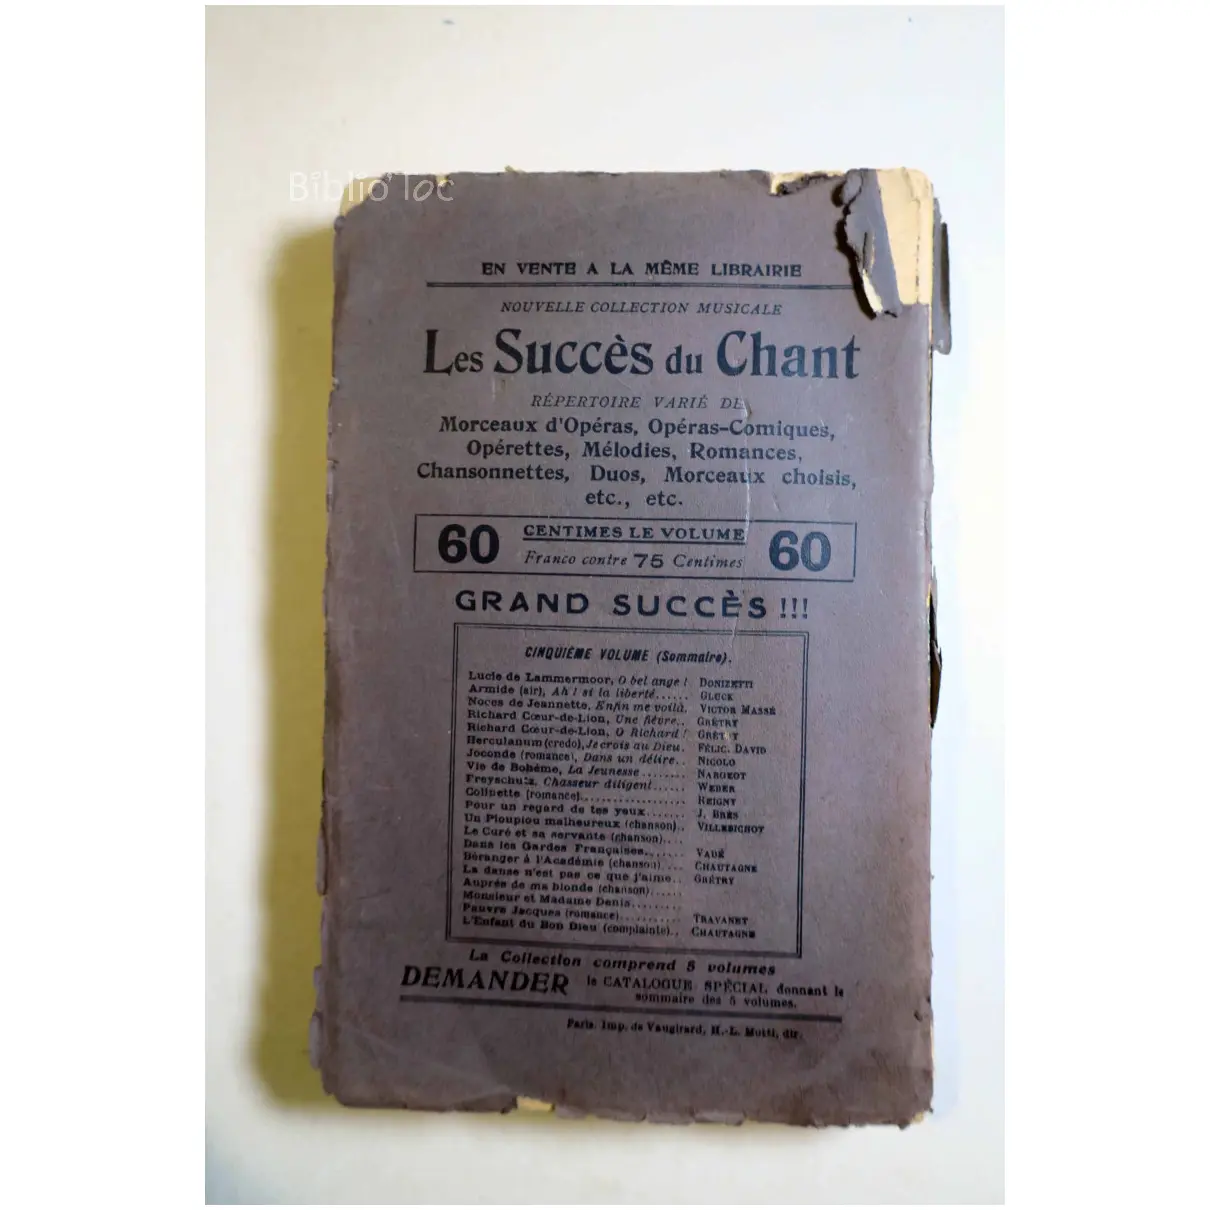 Biblio'loc
EN VENTE A LA MÊME LIBRAIRIE
NOUVELLE COLLECTION MUSICALE
Les Succès du Chant
RÉPERTOIRE VARIÉ DE
Morceaux d'Opéras, Opéras-Comiques,
Opérettes, Mélodies, Romances,
Chansonnettes, Duos, Morceaux choisis,
etc., etc.
60 CENTIMES LE VOLUME 60
Franco contre 75 Centimes
GRAND SUCCÈS !!!
CINQUIÈME VOLUME (Sommaire).
Lucie de Lammermoor, O bel ange ! DONIZETTI
Armide (air), Ah ! si la liberté...... GLUCK
Noces de Jeannette, Enfin me voilà. VICTOR MASSÉ
Richard Cœur-de-Lion, Une fièvre.. GRÉTRY
Richard Cœur-de-Lion, O Richard ! GRÉTRY
Herculanum (credo), Je crois au Dieu. FÉLIC. DAVID
Joconde (romance), Dans un délire.. NICOLO
Vie de Bohême, La Jeunesse ........ NARGEOT
Freyschutz, Chasseur diligent...... WEBER
Colinette (romance).................. REIGNY
Pour un regard de tes yeux....... J. BRÈS
Un Ploupiou malheureux (chanson).. VILLEBICHOT
Le Curé et sa servante (chanson)....
Dans les Gardes Françaises....... VADÉ
Béranger à l'Académie (chanson).... CHAUTAGNE
La danse n'est pas ce que j'aime.. GRÉTRY
Auprès de ma blonde (chanson)......
Monsieur et Madame Denis.........
Pauvre Jacques (romance)........... TRAVANET
L'Enfant du Bon Dieu (complainte).. CHAUTAGNE
La Collection comprend 5 volumes
DEMANDER le CATALOGUE SPÉCIAL donnant le
sommaire des 5 volumes.
Paris. Imp. de Vaugirard, H.-L. Motti, dir.